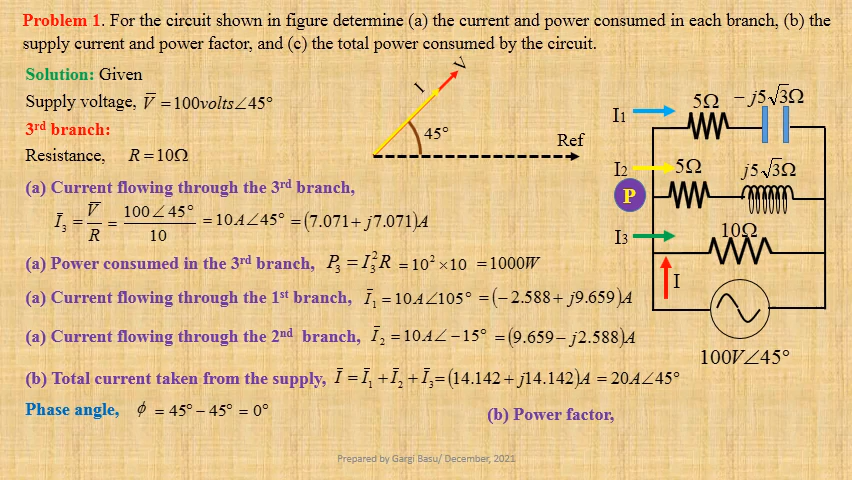 Problem 1. For the circuit shown in figure determine (a) the current and power consumed in each branch, (b) the
supply current and power factor, and (c) the total power consumed by the circuit.
Solution: Given
Supply voltage, V̅ = 100volts∠45°
3rd branch:
Resistance, R = 10Ω
(a) Current flowing through the 3rd branch,
I̅₃ = V̅/R = 100∠45°/10 = 10A∠45° = (7.071 + j7.071)A
(a) Power consumed in the 3rd branch, P₃ = I₃²R = 10² × 10 = 1000W
(a) Current flowing through the 1st branch, I̅₁ = 10A∠105° = (−2.588 + j9.659)A
(a) Current flowing through the 2nd branch, I̅₂ = 10A∠−15° = (9.659 − j2.588)A
(b) Total current taken from the supply, I̅ = I̅₁ + I̅₂ + I̅₃ = (14.142 + j14.142)A = 20A∠45°
Phase angle, ϕ = 45° − 45° = 0°
(b) Power factor,
I
V
45°
Ref
I₁
5Ω
−j5√3Ω
I₂
5Ω
j5√3Ω
P
I₃
10Ω
I
100V∠45°
Prepared by Gargi Basu/ December, 2021